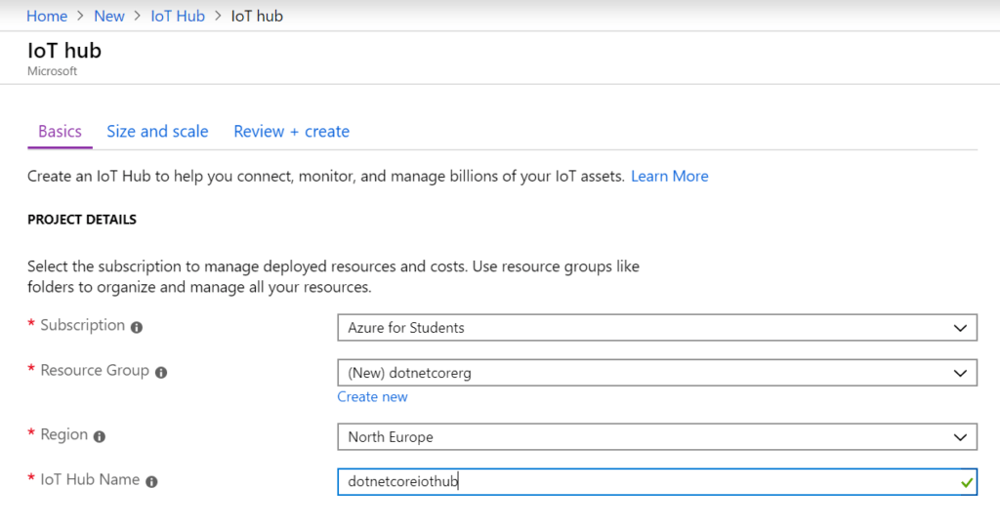 Home > New > IoT Hub > IoT hub
IoT hub
Microsoft
Basics Size and scale Review + create
Create an IoT Hub to help you connect, monitor, and manage billions of your IoT assets. Learn More
PROJECT DETAILS
Select the subscription to manage deployed resources and costs. Use resource groups like
folders to organize and manage all your resources.
* Subscription Azure for Students
* Resource Group (New) dotnetcorerg
Create new
* Region North Europe
* IoT Hub Name dotnetcoreiothub